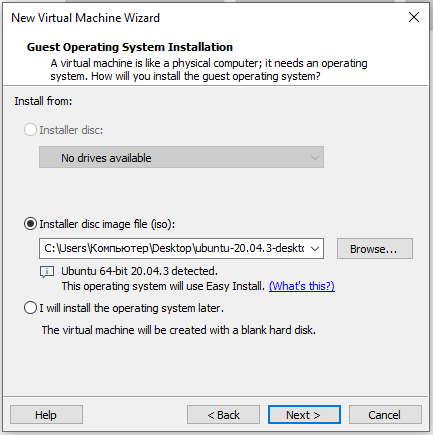 New Virtual Machine Wizard
Guest Operating System Installation
A virtual machine is like a physical computer; it needs an operating
system. How will you install the guest operating system?
Install from:
Installer disc:
No drives available
Installer disc image file (iso):
C:\Users\Компьютер\Desktop\ubuntu-20.04.3-deskto
Browse...
Ubuntu 64-bit 20.04.3 detected.
This operating system will use Easy Install. (What's this?)
I will install the operating system later.
The virtual machine will be created with a blank hard disk.
Help
< Back
Next >
Cancel